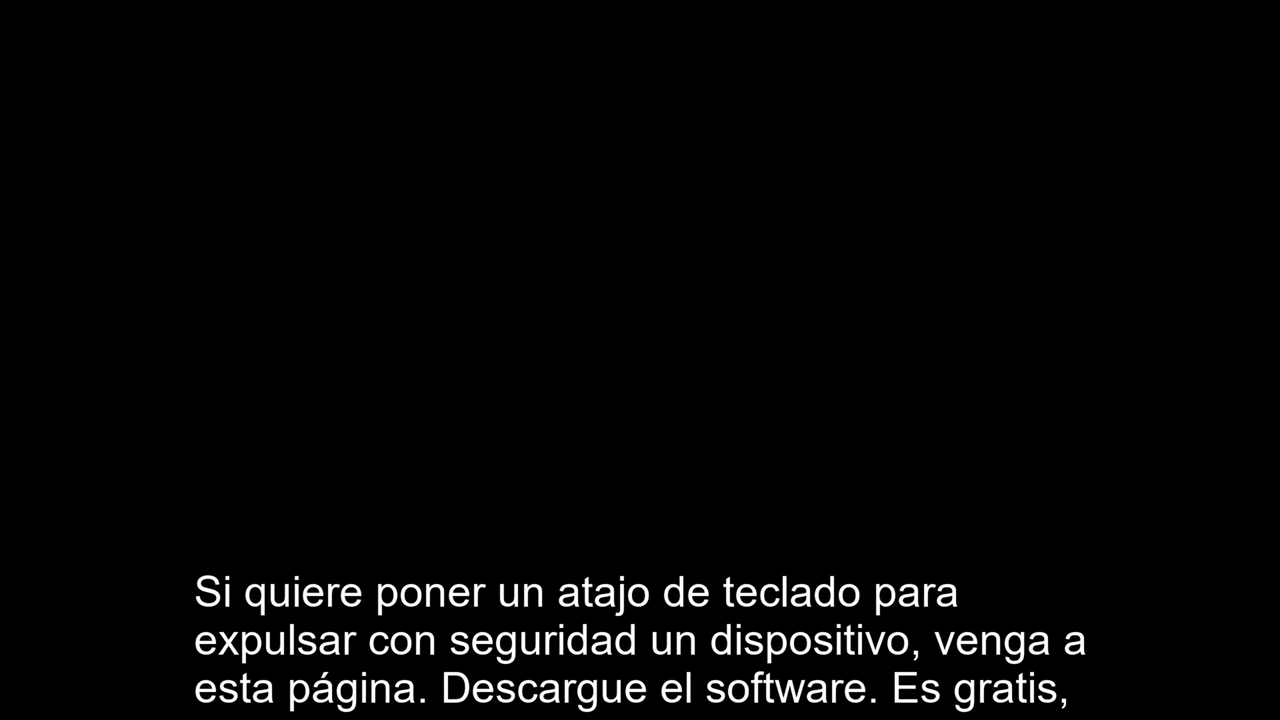 Si quiere poner un atajo de teclado para
expulsar con seguridad un dispositivo, venga a
esta página. Descargue el software. Es gratis,